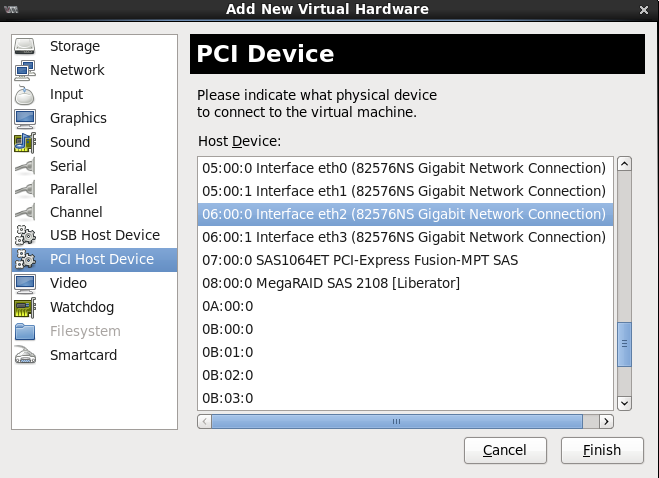 Add New Virtual Hardware
Storage
Network
Input
Graphics
Sound
Serial
Parallel
Channel
USB Host Device
PCI Host Device
Video
Watchdog
Filesystem
Smartcard
PCI Device
Please indicate what physical device
to connect to the virtual machine.
Host Device:
05:00:0 Interface eth0 (82576NS Gigabit Network Connection)
05:00:1 Interface eth1 (82576NS Gigabit Network Connection)
06:00:0 Interface eth2 (82576NS Gigabit Network Connection)
06:00:1 Interface eth3 (82576NS Gigabit Network Connection)
07:00:0 SAS1064ET PCI-Express Fusion-MPT SAS
08:00:0 MegaRAID SAS 2108 [Liberator]
0A:00:0
0B:00:0
0B:01:0
0B:02:0
0B:03:0
Cancel
Finish